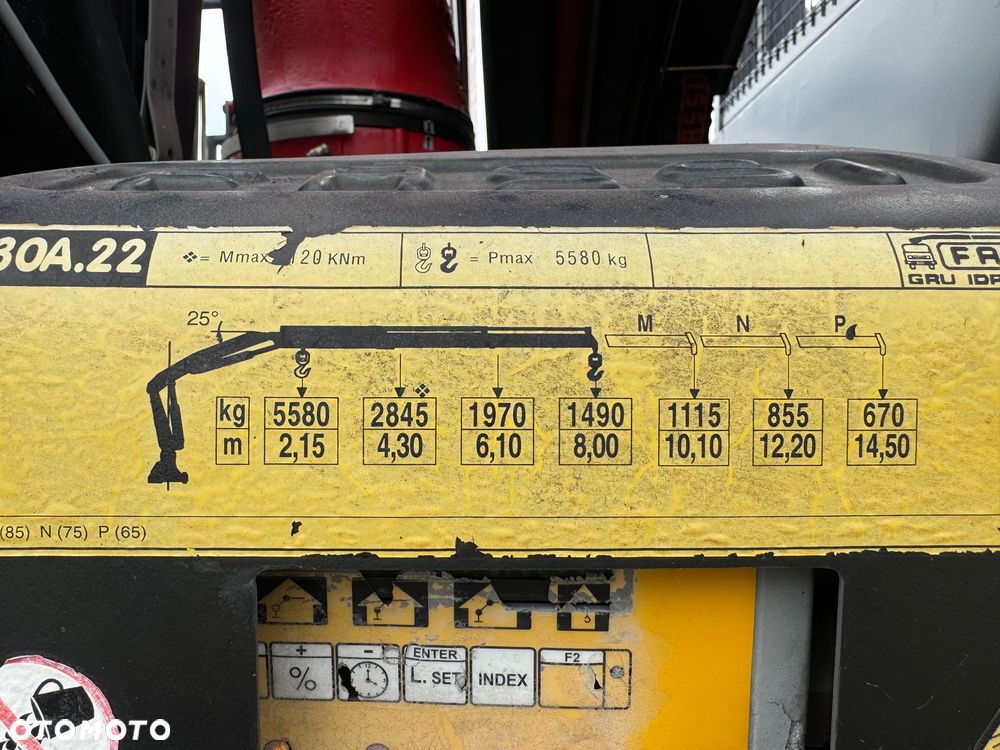 30A.22 ❖= Mmax 120 KNm = Pmax 5580 kg FA
GRU IDR
25° M N P
kg 5580 2845 1970 1490 1115 855 670
m 2,15 4,30 6,10 8,00 10,10 12,20 14,50
(85) N (75) P (65)
+ - ENTER F2
% L. SET INDEX
OTOMOTO